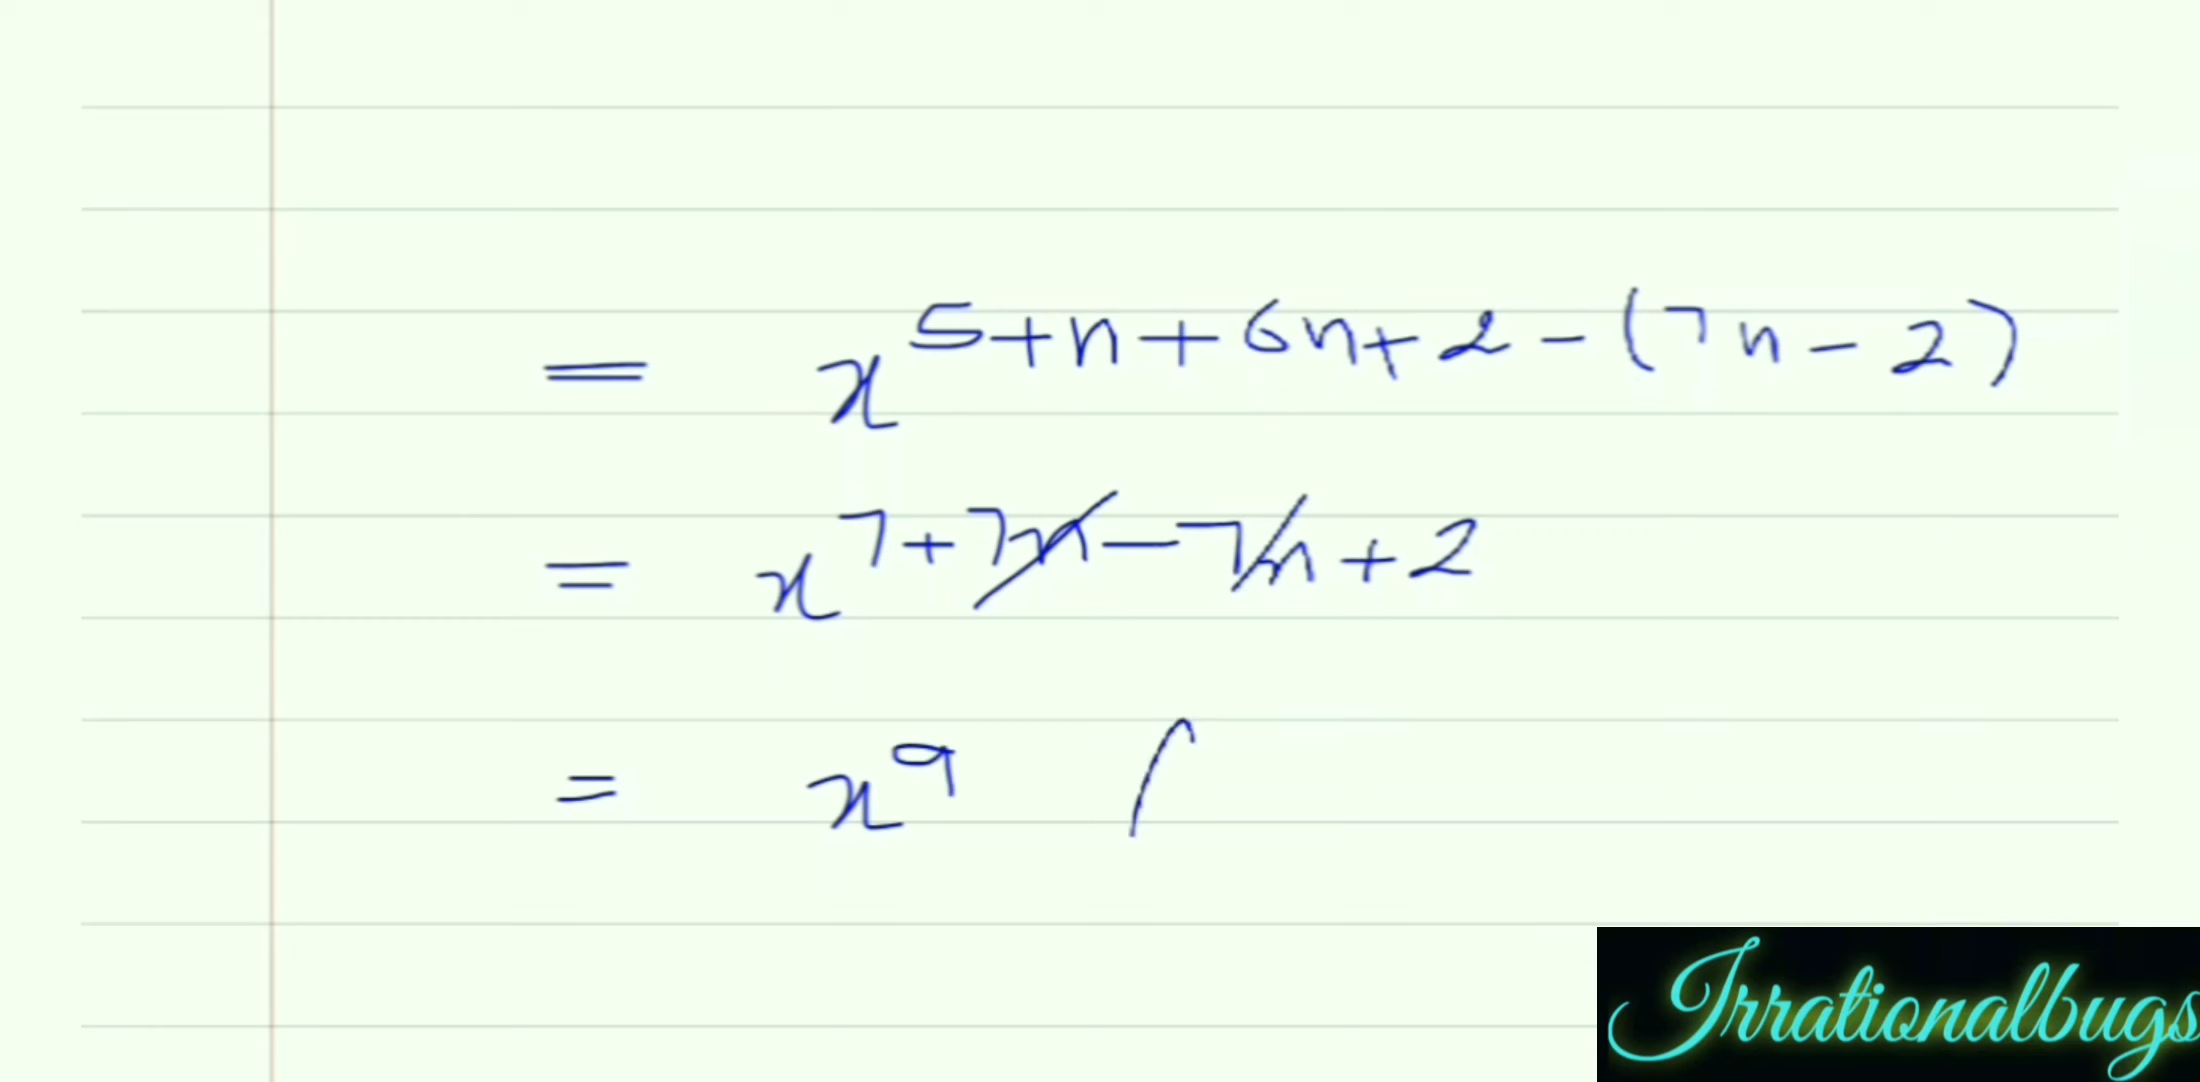 = x^{5+n+6n+2-(7n-2)}
= x^{7+7n-7n+2}
= x^9 (
Irrationalbugs